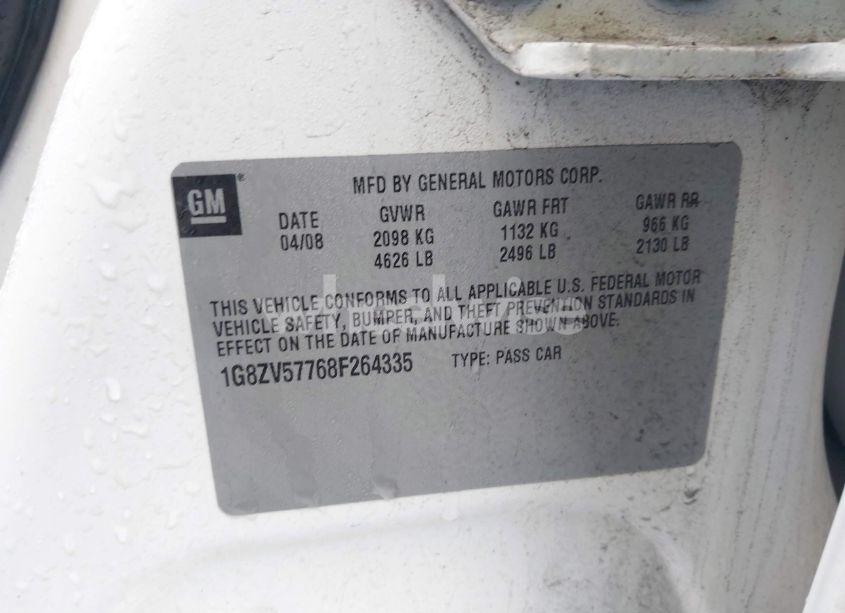 GM
MFD BY GENERAL MOTORS CORP.
DATE GVWR GAWR FRT GAWR RR
04/08 2098 KG 1132 KG 966 KG
4626 LB 2496 LB 2130 LB
THIS VEHICLE CONFORMS TO ALL APPLICABLE U.S. FEDERAL MOTOR
VEHICLE SAFETY, BUMPER, AND THEFT PREVENTION STANDARDS IN
EFFECT ON THE DATE OF MANUFACTURE SHOWN ABOVE.
1G8ZV57768F264335 TYPE: PASS CAR